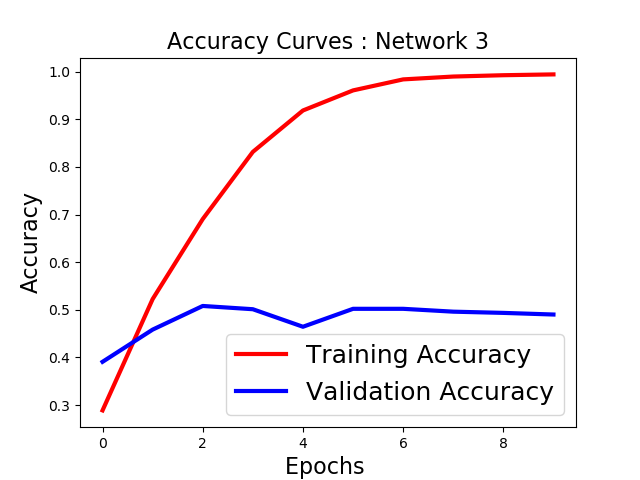 Accuracy Curves : Network 3
1.0
0.9
0.8
0.7
0.6
0.5
0.4
0.3
Accuracy
Training Accuracy
Validation Accuracy
0 2 4 6 8
Epochs